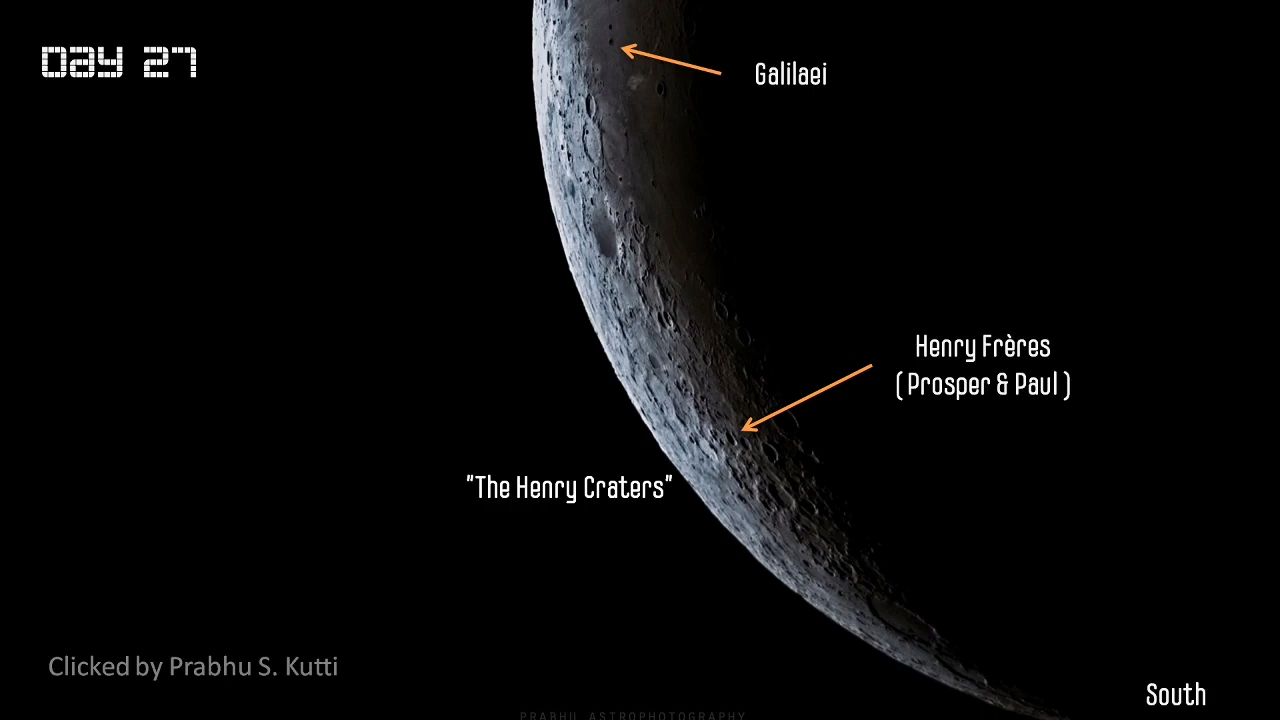 Day 27
Galilaei
Henry Frères
( Prosper & Paul )
"The Henry Craters"
Clicked by Prabhu S. Kutti
South
PRABHU ASTROPHOTOGRAPHY